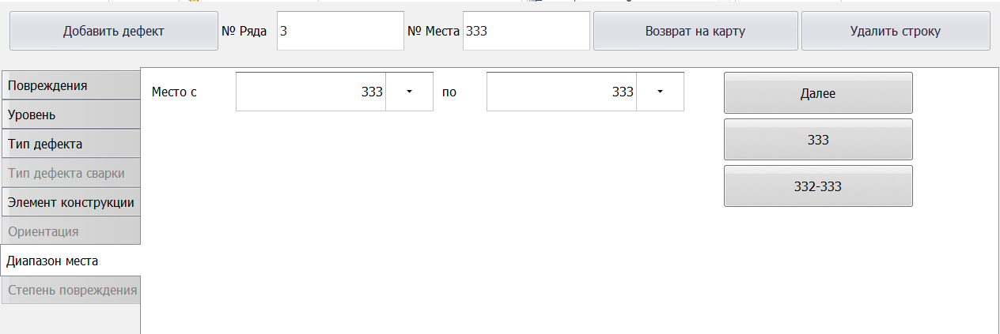 Добавить дефект № Ряда 3 № Места 333 Возврат на карту Удалить строку
Повреждения
Уровень
Тип дефекта
Тип дефекта сварки
Элемент конструкции
Ориентация
Диапазон места
Степень повреждения
Место с 333 по 333
Далее
333
332-333